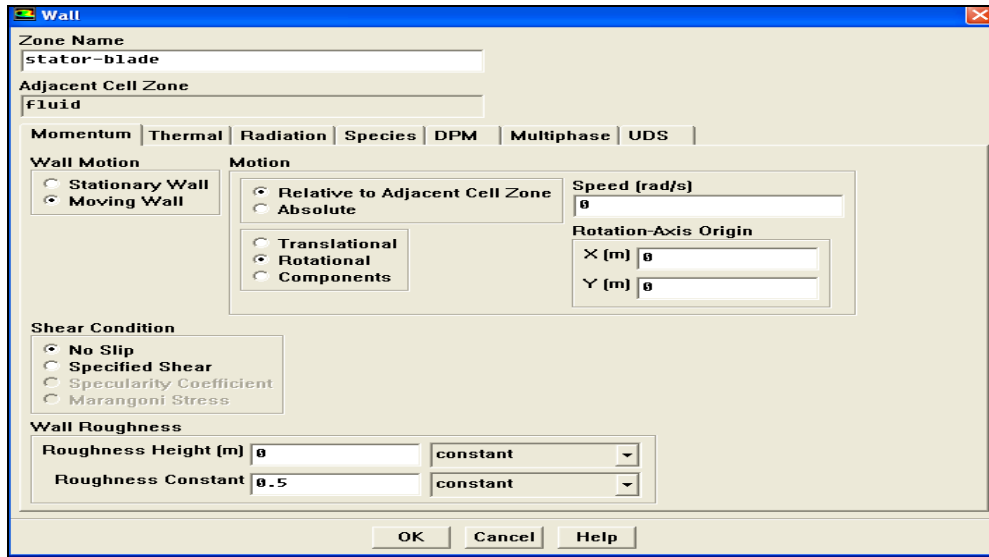 Wall
Zone Name
stator-blade
Adjacent Cell Zone
fluid
Momentum Thermal Radiation Species DPM Multiphase UDS
Wall Motion
Stationary Wall
Moving Wall
Motion
Relative to Adjacent Cell Zone
Absolute
Translational
Rotational
Components
Speed (rad/s)
0
Rotation-Axis Origin
X (m) 0
Y (m) 0
Shear Condition
No Slip
Specified Shear
Specularity Coefficient
Marangoni Stress
Wall Roughness
Roughness Height (m) 0 constant
Roughness Constant 0.5 constant
OK Cancel Help